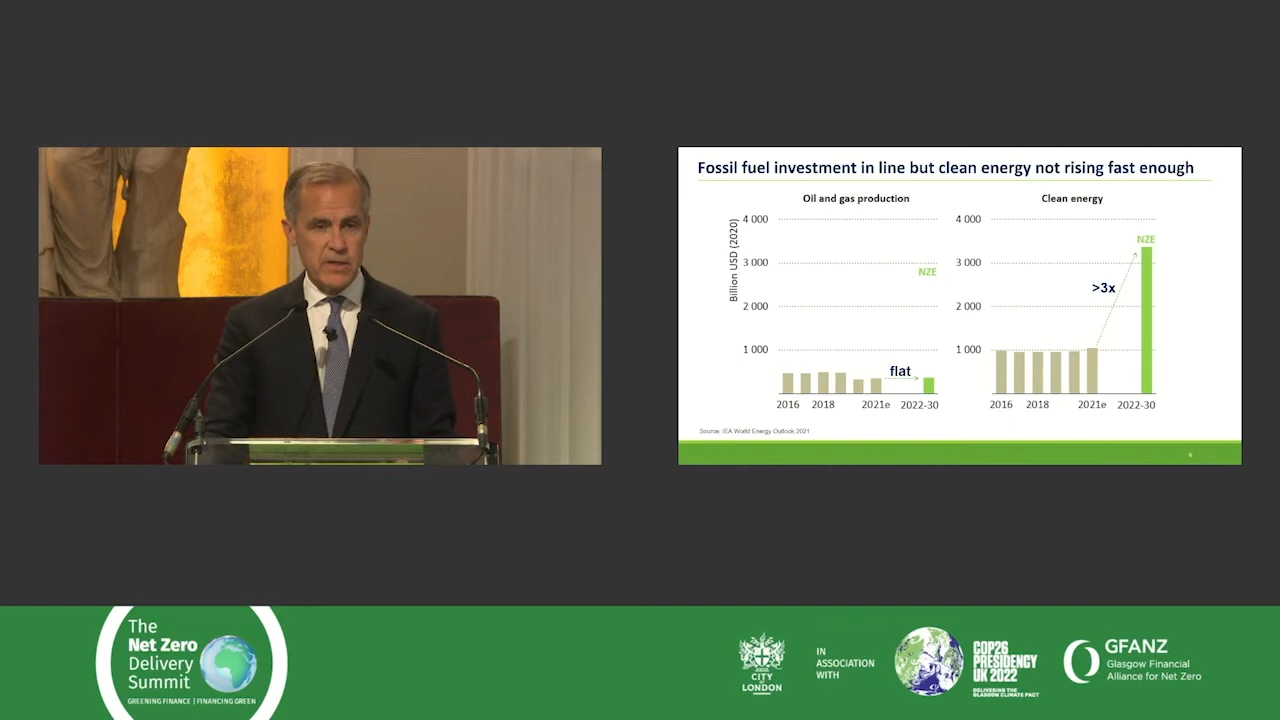 Fossil fuel investment in line but clean energy not rising fast enough
Oil and gas production
Clean energy
Billion USD (2020)
4 000
3 000
2 000
1 000
NZE
flat
2016
2018
2021e
2022-30
4 000
3 000
2 000
1 000
NZE
>3x
2016
2018
2021e
2022-30
Source: IEA World Energy Outlook 2021
6
The
Net Zero
Delivery
Summit
GREENING FINANCE | FINANCING GREEN
CITY
OF
LONDON
IN
ASSOCIATION
WITH
COP26
PRESIDENCY
UK 2022
DELIVERING THE
GLASGOW CLIMATE PACT
GFANZ
Glasgow Financial
Alliance for Net Zero